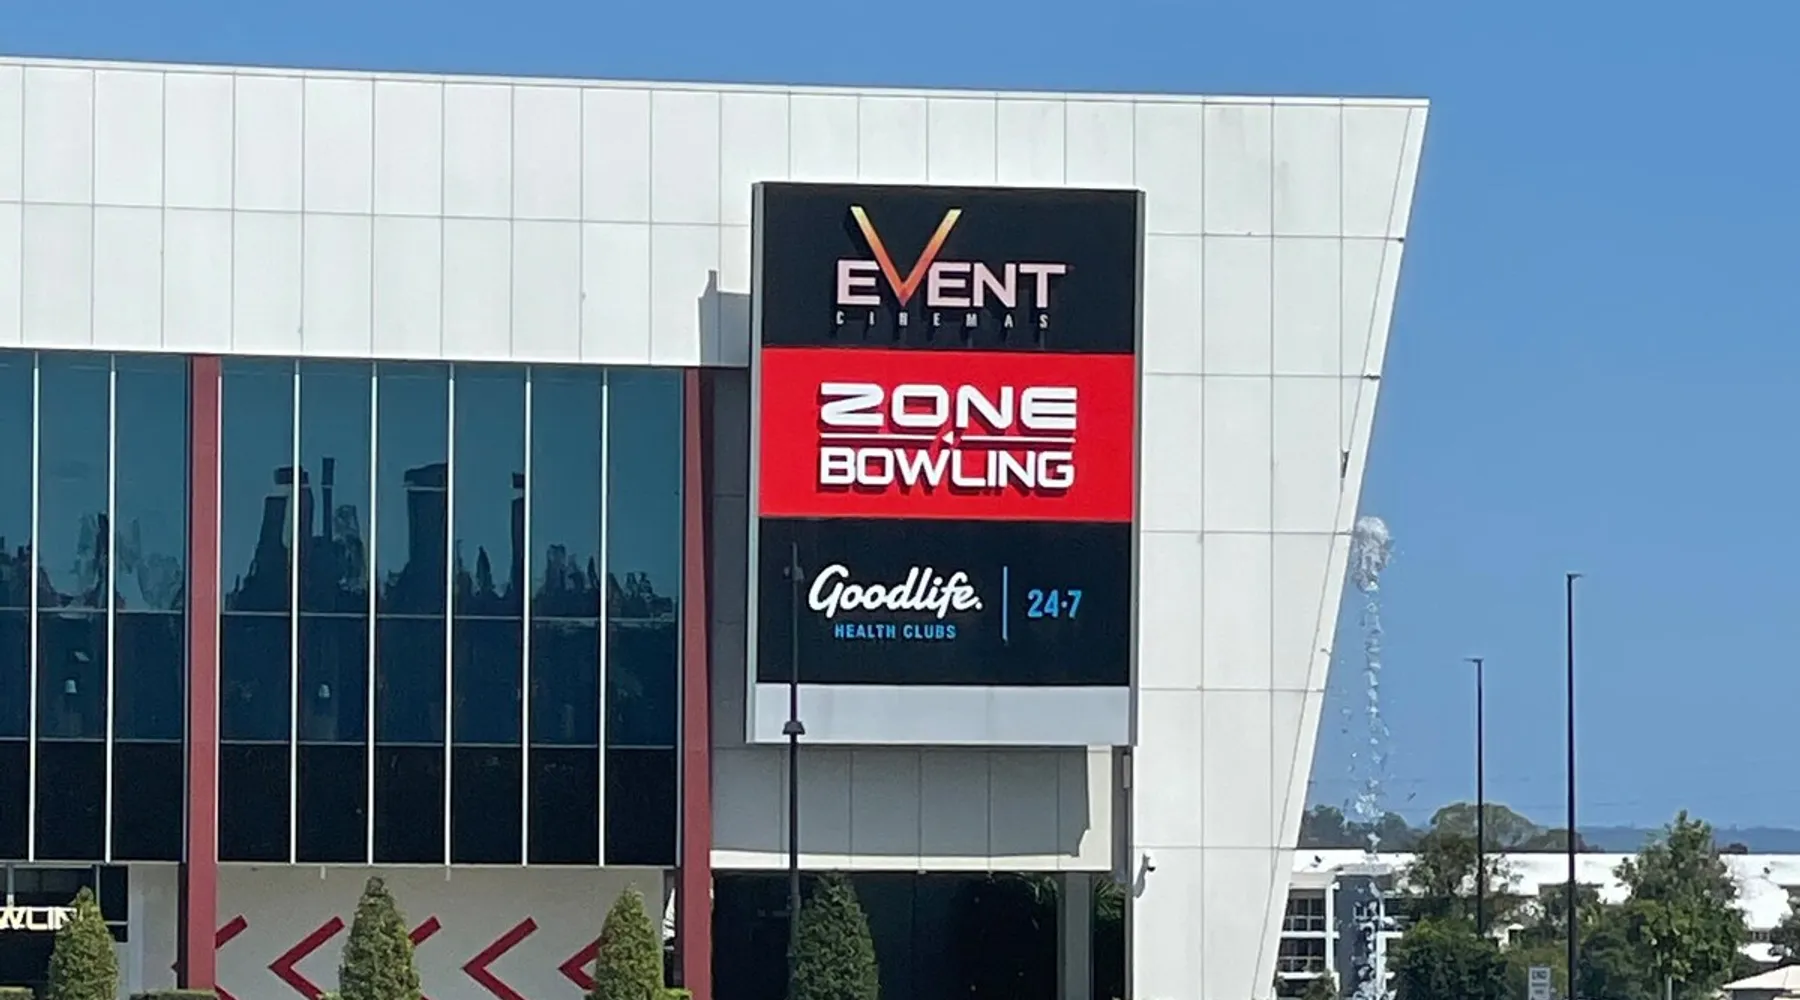 EVENT
CINEMAS
ZONE
BOWLING
Goodlife.
HEALTH CLUBS
24·7